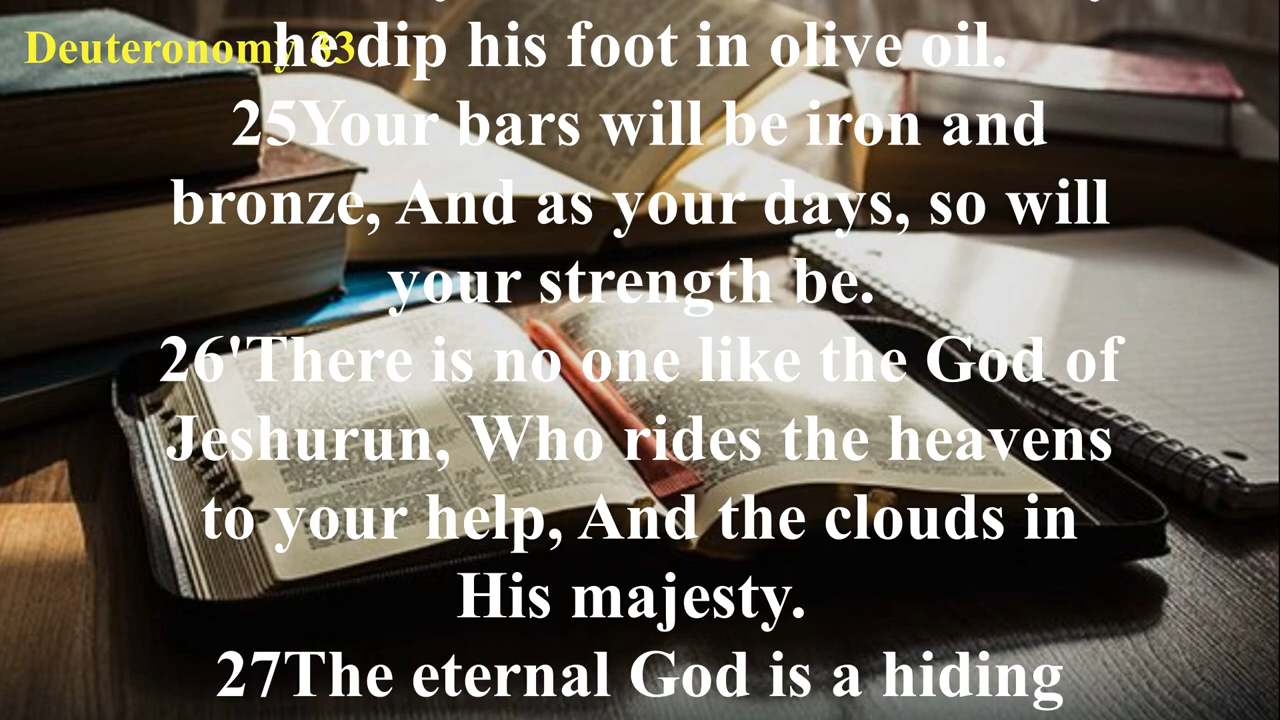 Deuteronomy 33
he dip his foot in olive oil.
25Your bars will be iron and
bronze, And as your days, so will
your strength be.
26'There is no one like the God of
Jeshurun, Who rides the heavens
to your help, And the clouds in
His majesty.
27The eternal God is a hiding